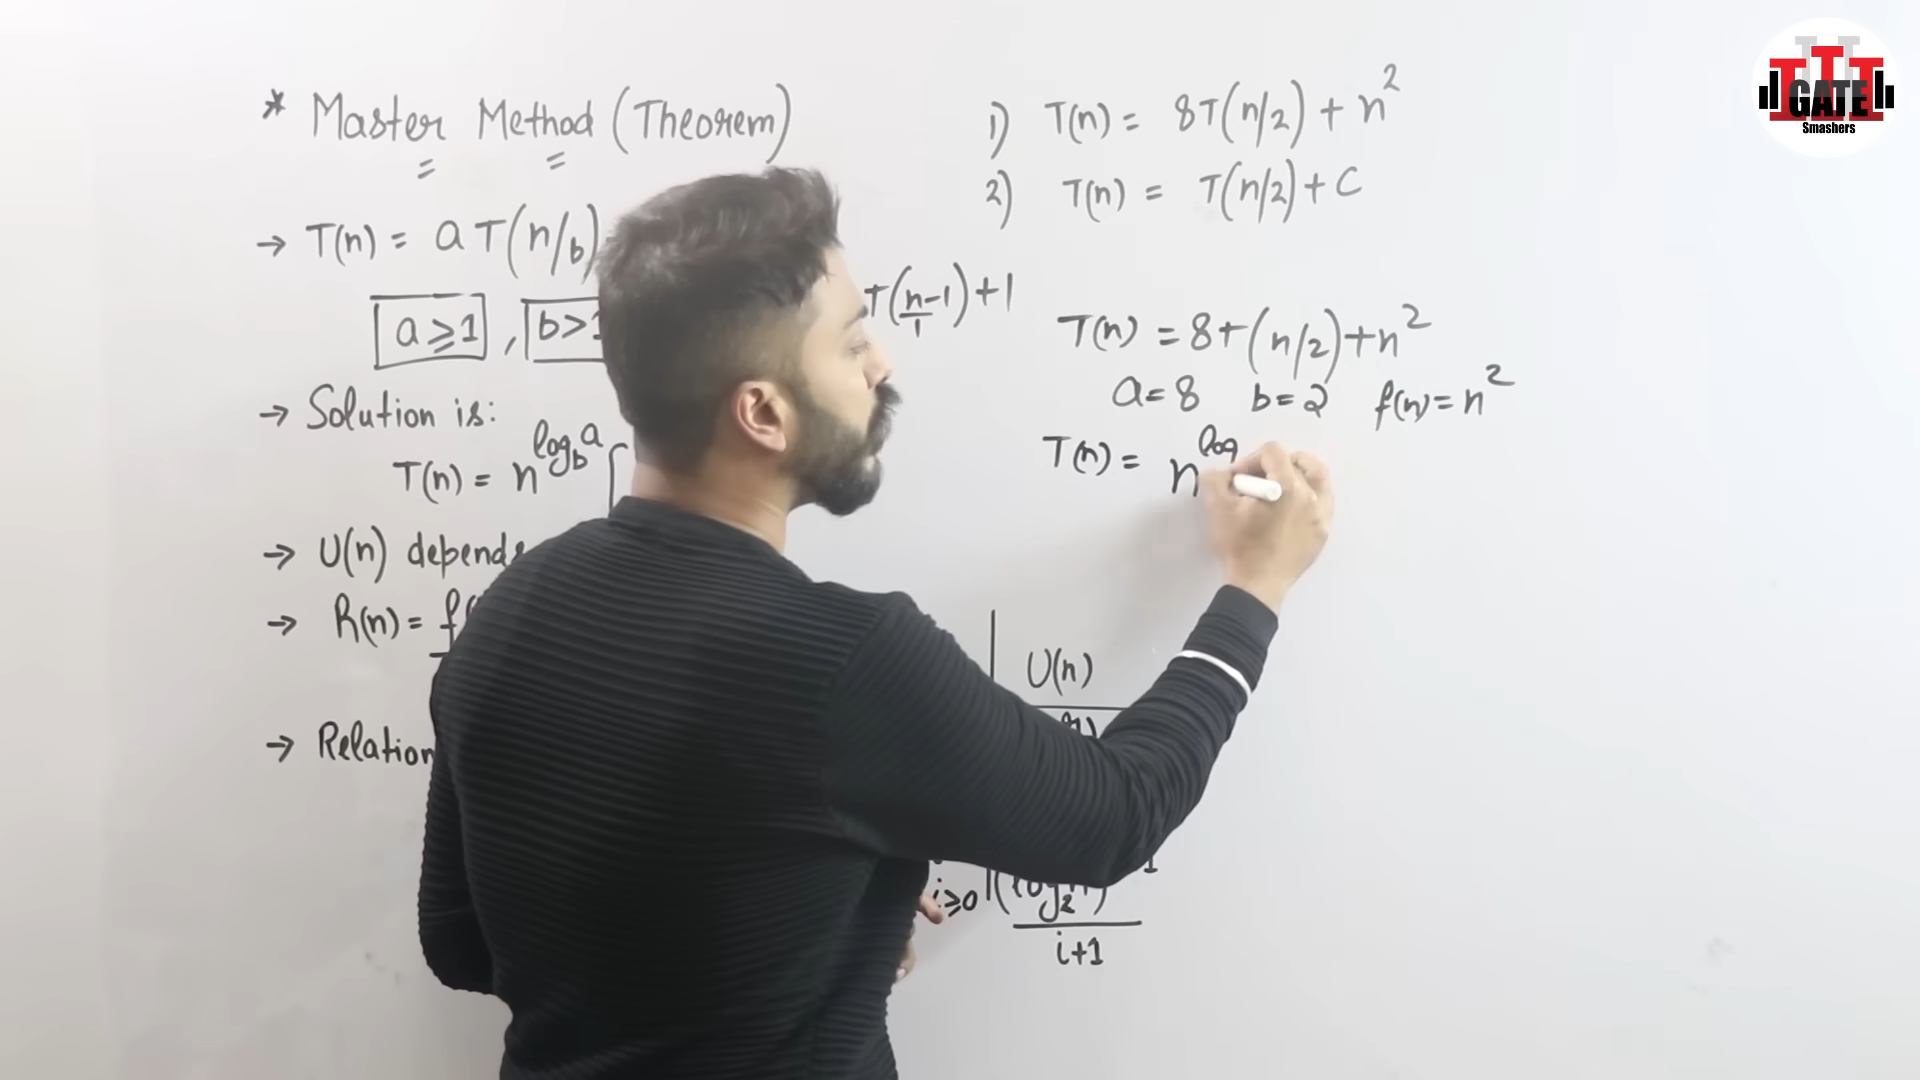 * Master Method (Theorem)
→ T(n) = a T(n/b)
a≥1 , b>1
T(n-1)+1
1
→ Solution is:
T(n) = n^log_b a [
→ U(n) depends
→ R(n) = f(
→ Relation
1) T(n) = 8T(n/2) + n²
2) T(n) = T(n/2) + C
T(n) = 8T(n/2) + n²
a=8 b=2 f(n)=n²
T(n) = n^log
U(n)
i≥0 (log₂n)^i+1
i+1
GATE
Smashers